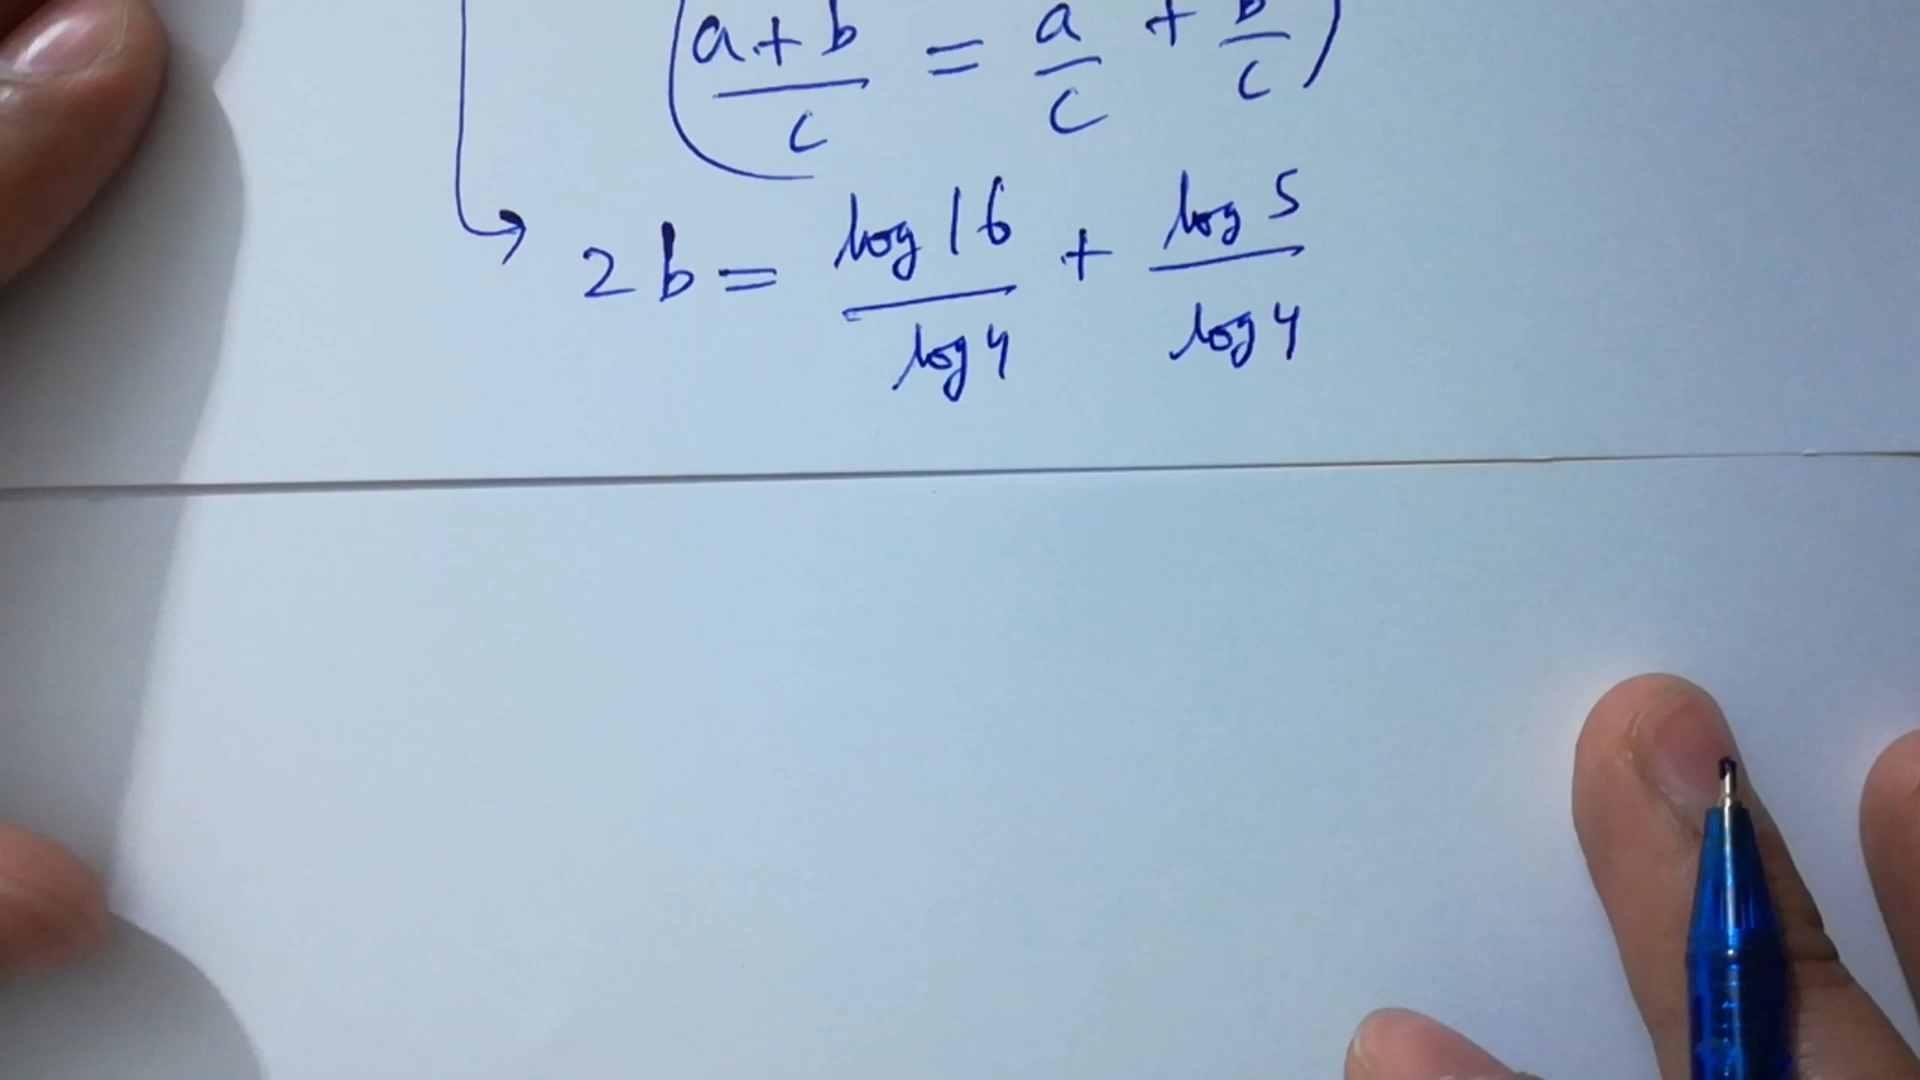 (a+b/c = a/c + b/c)
2b = log 16/log 4 + log 5/log 4